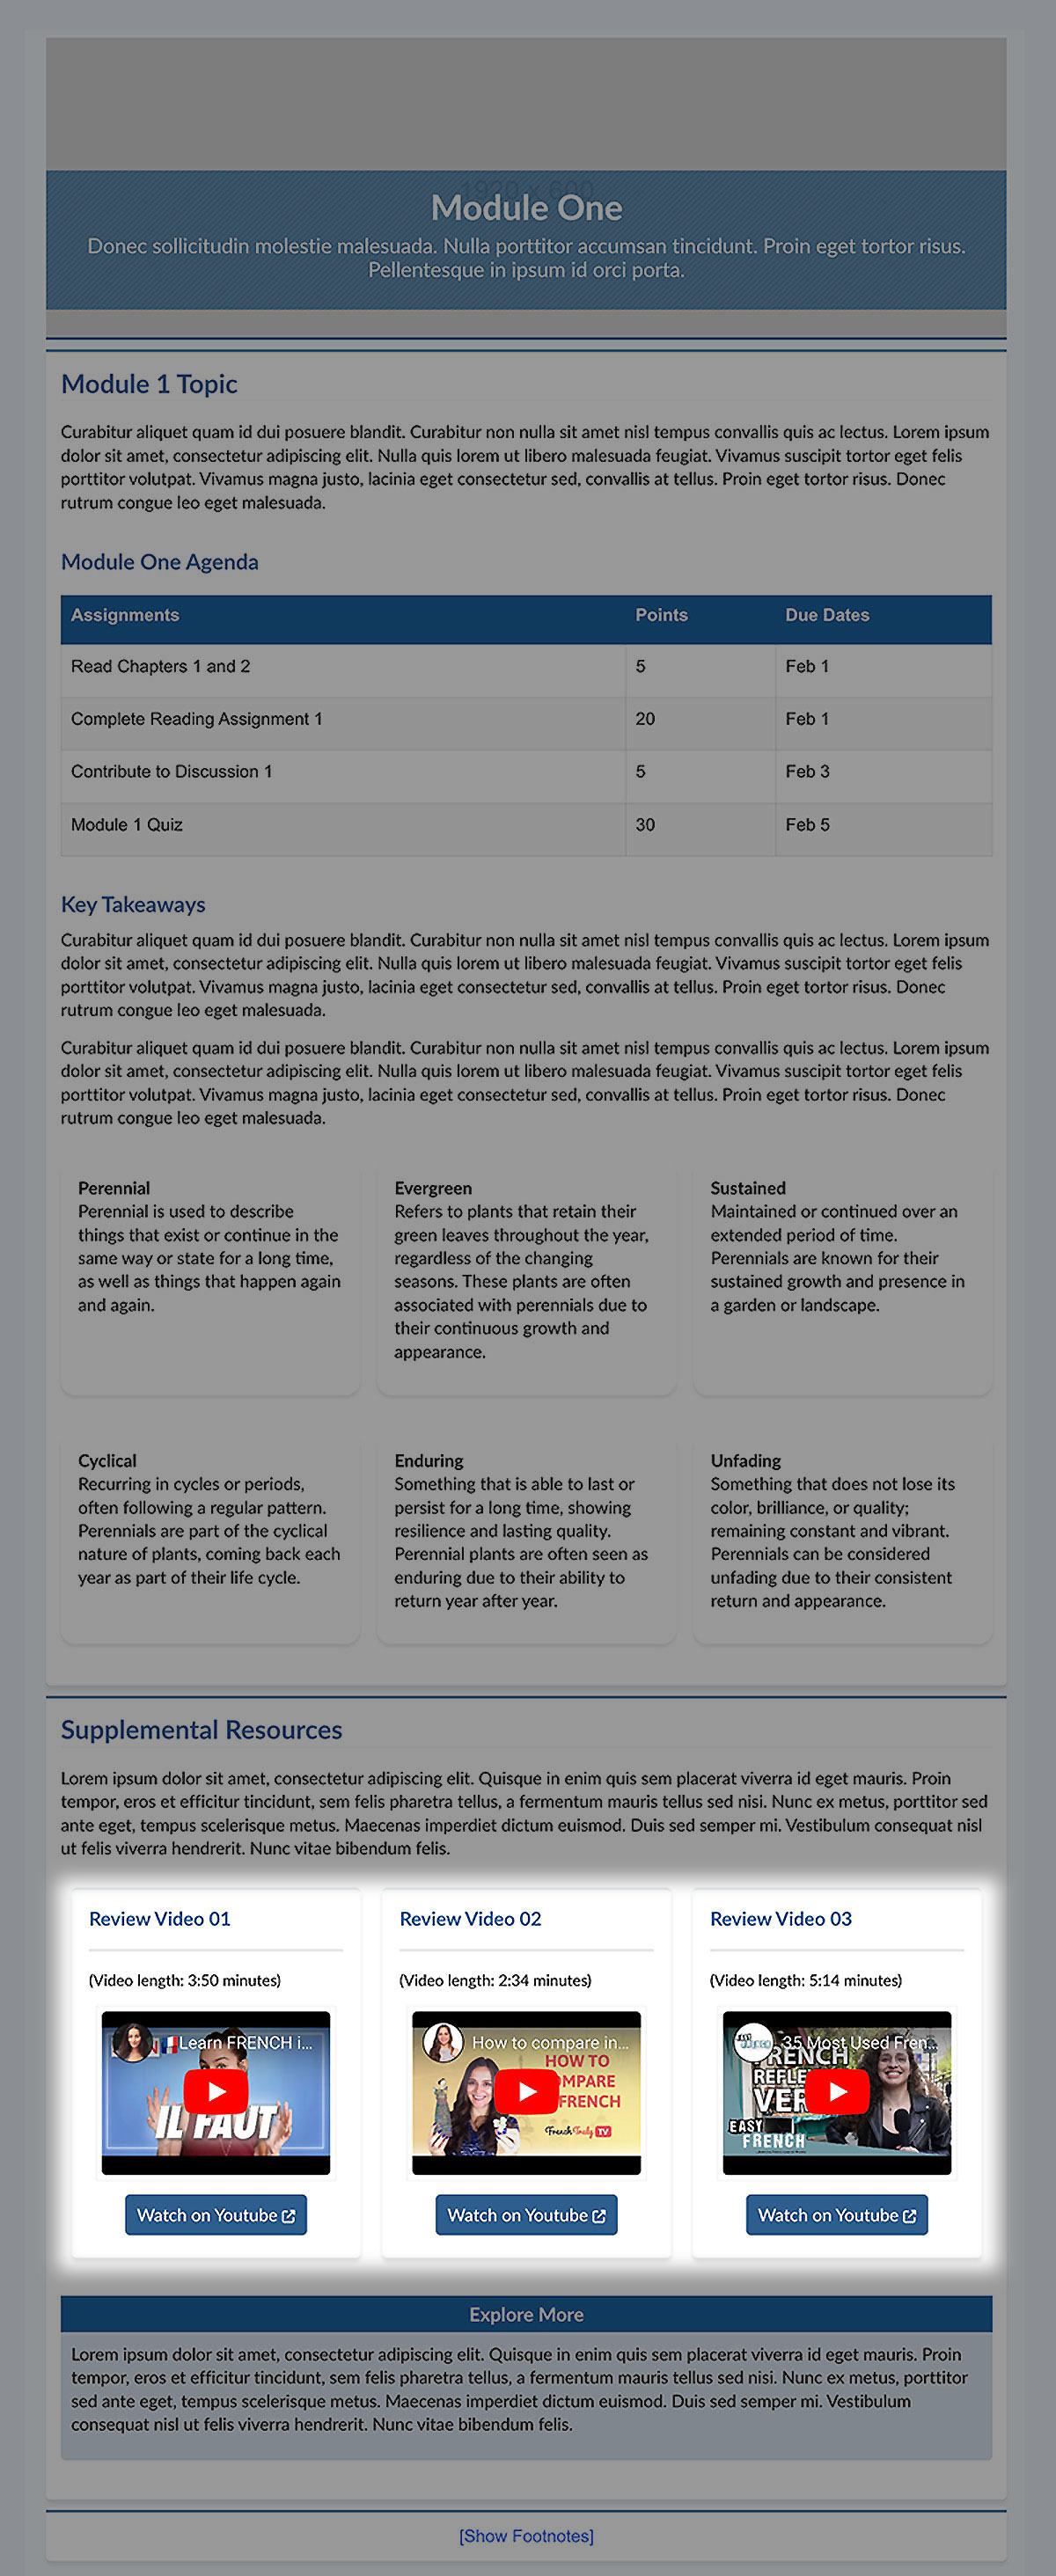 1920 x 600
Module One
Donec sollicitudin molestie malesuada. Nulla porttitor accumsan tincidunt. Proin eget tortor risus.
Pellentesque in ipsum id orci porta.
Module 1 Topic
Curabitur aliquet quam id dui posuere blandit. Curabitur non nulla sit amet nisl tempus convallis quis ac lectus. Lorem ipsum
dolor sit amet, consectetur adipiscing elit. Nulla quis lorem ut libero malesuada feugiat. Vivamus suscipit tortor eget felis
porttitor volutpat. Vivamus magna justo, lacinia eget consectetur sed, convallis at tellus. Proin eget tortor risus. Donec
rutrum congue leo eget malesuada.
Module One Agenda
Assignments Points Due Dates
Read Chapters 1 and 2 5 Feb 1
Complete Reading Assignment 1 20 Feb 1
Contribute to Discussion 1 5 Feb 3
Module 1 Quiz 30 Feb 5
Key Takeaways
Curabitur aliquet quam id dui posuere blandit. Curabitur non nulla sit amet nisl tempus convallis quis ac lectus. Lorem ipsum
dolor sit amet, consectetur adipiscing elit. Nulla quis lorem ut libero malesuada feugiat. Vivamus suscipit tortor eget felis
porttitor volutpat. Vivamus magna justo, lacinia eget consectetur sed, convallis at tellus. Proin eget tortor risus. Donec
rutrum congue leo eget malesuada.
Curabitur aliquet quam id dui posuere blandit. Curabitur non nulla sit amet nisl tempus convallis quis ac lectus. Lorem ipsum
dolor sit amet, consectetur adipiscing elit. Nulla quis lorem ut libero malesuada feugiat. Vivamus suscipit tortor eget felis
porttitor volutpat. Vivamus magna justo, lacinia eget consectetur sed, convallis at tellus. Proin eget tortor risus. Donec
rutrum congue leo eget malesuada.
Perennial
Perennial is used to describe
things that exist or continue in the
same way or state for a long time,
as well as things that happen again
and again.
Evergreen
Refers to plants that retain their
green leaves throughout the year,
regardless of the changing
seasons. These plants are often
associated with perennials due to
their continuous growth and
appearance.
Sustained
Maintained or continued over an
extended period of time.
Perennials are known for their
sustained growth and presence in
a garden or landscape.
Cyclical
Recurring in cycles or periods,
often following a regular pattern.
Perennials are part of the cyclical
nature of plants, coming back each
year as part of their life cycle.
Enduring
Something that is able to last or
persist for a long time, showing
resilience and lasting quality.
Perennial plants are often seen as
enduring due to their ability to
return year after year.
Unfading
Something that does not lose its
color, brilliance, or quality;
remaining constant and vibrant.
Perennials can be considered
unfading due to their consistent
return and appearance.
Supplemental Resources
Lorem ipsum dolor sit amet, consectetur adipiscing elit. Quisque in enim quis sem placerat viverra id eget mauris. Proin
tempor, eros et efficitur tincidunt, sem felis pharetra tellus, a fermentum mauris tellus sed nisi. Nunc ex metus, porttitor sed
ante eget, tempus scelerisque metus. Maecenas imperdiet dictum euismod. Duis sed semper mi. Vestibulum consequat nisl
ut felis viverra hendrerit. Nunc vitae bibendum felis.
Review Video 01
(Video length: 3:50 minutes)
Learn FRENCH i...
IL FAUT
Watch on Youtube
Review Video 02
(Video length: 2:34 minutes)
How to compare in...
HOW TO
OMPARE
FRENCH
French Truly TV
Watch on Youtube
Review Video 03
(Video length: 5:14 minutes)
35 Most Used Fren...
RENCH
REFLE
VER
EASY
FRENCH
Watch on Youtube
Explore More
Lorem ipsum dolor sit amet, consectetur adipiscing elit. Quisque in enim quis sem placerat viverra id eget mauris. Proin
tempor, eros et efficitur tincidunt, sem felis pharetra tellus, a fermentum mauris tellus sed nisi. Nunc ex metus, porttitor
sed ante eget, tempus scelerisque metus. Maecenas imperdiet dictum euismod. Duis sed semper mi. Vestibulum
consequat nisl ut felis viverra hendrerit. Nunc vitae bibendum felis.
[Show Footnotes]